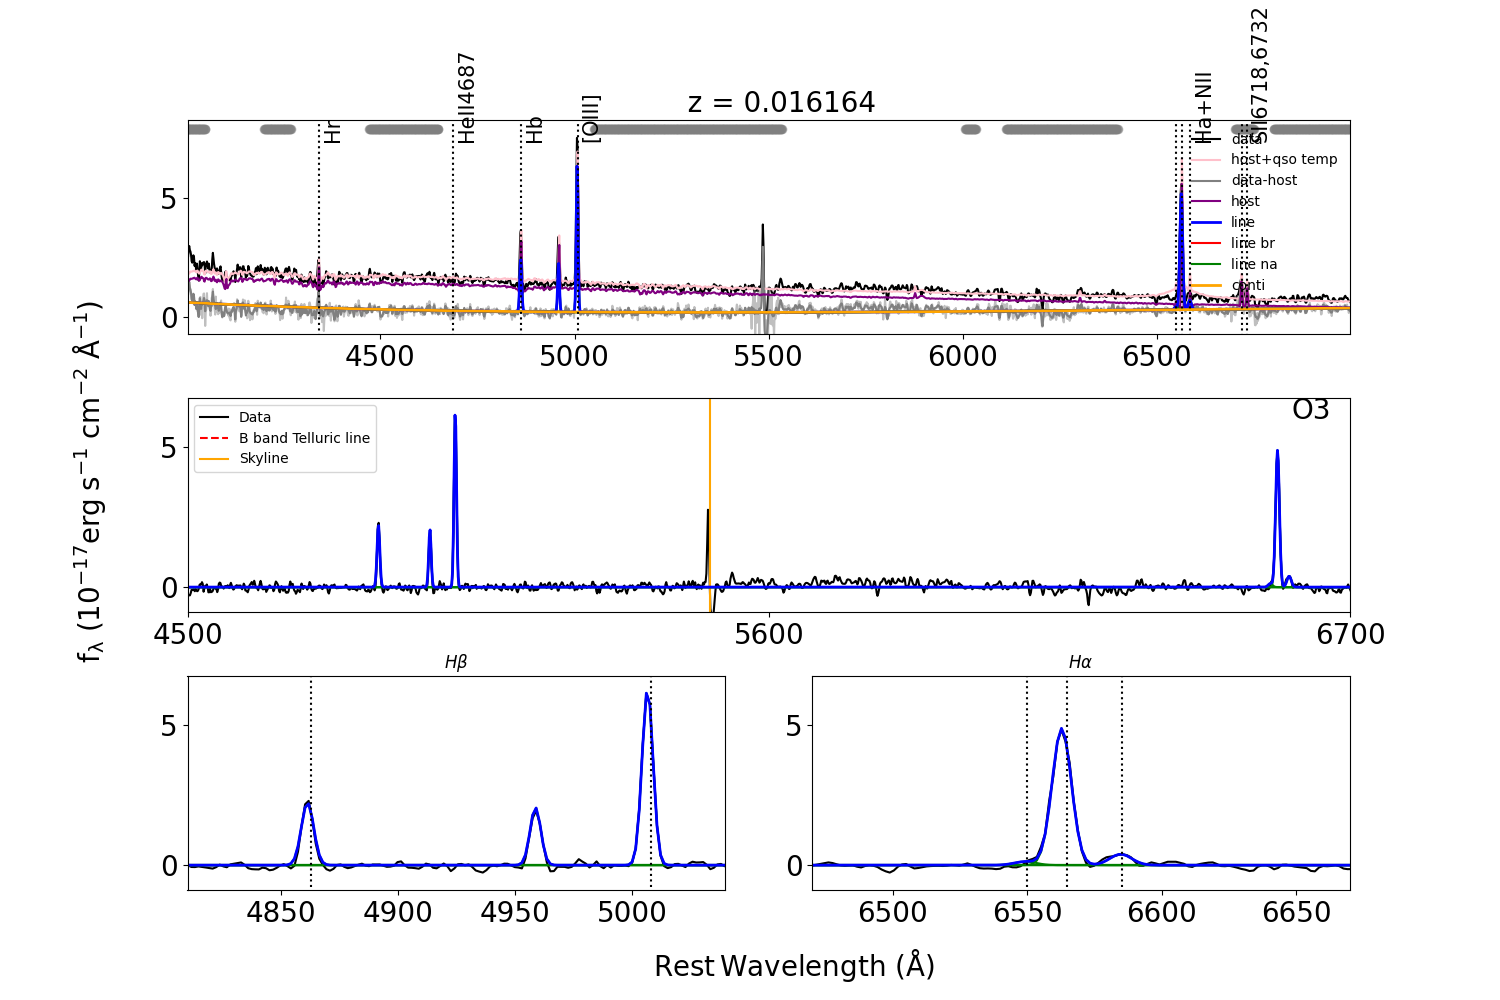 z = 0.016164
Hr
HeII4687
Hb
[OIII]
Ha+NII
SII6718,6732
data
host+qso temp
data-host
host
line
line br
line na
conti
5
0
4500 5000 5500 6000 6500
Data
B band Telluric line
Skyline
O3
5
0
4500 5600 6700
fλ (10⁻¹⁷erg s⁻¹ cm⁻² Å⁻¹)
Hβ
5
0
4850 4900 4950 5000
Hα
5
0
6500 6550 6600 6650
Rest Wavelength (Å)